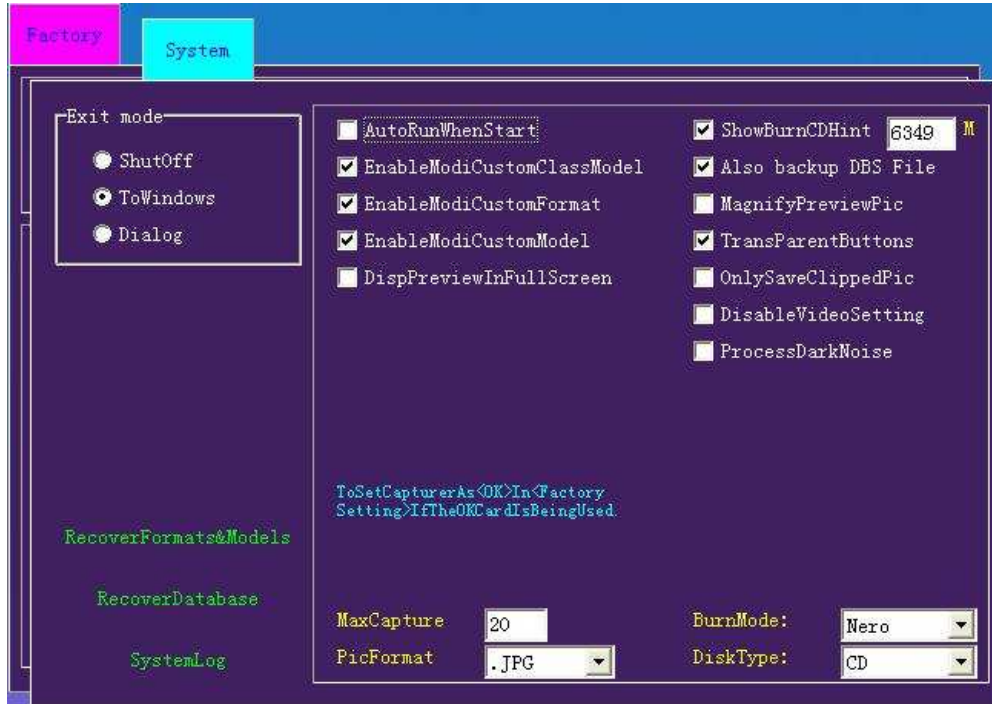 Factory
System
Exit mode
ShutOff
ToWindows
Dialog
RecoverFormats&Models
RecoverDatabase
SystemLog
AutoRunWhenStart
EnableModiCustomClassModel
EnableModiCustomFormat
EnableModiCustomModel
DispPreviewInFullScreen
ShowBurnCDHint 6349 M
Also backup DBS File
MagnifyPreviewPic
TransParentButtons
OnlySaveClippedPic
DisableVideoSetting
ProcessDarkNoise
ToSetCapturerAs<OK>In<Factory
Setting>IfTheOKCardIsBeingUsed.
MaxCapture 20
PicFormat .JPG
BurnMode: Nero
DiskType: CD